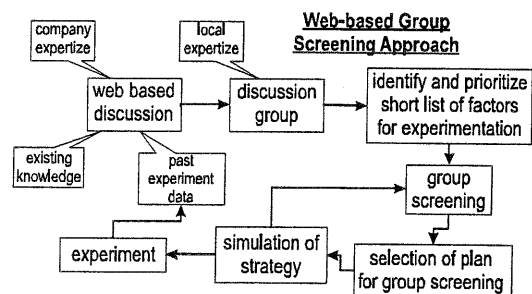 Web-based Group
Screening Approach
company
expertize
local
expertize
web based
discussion
discussion
group
identify and prioritize
short list of factors
for experimentation
existing
knowledge
past
experiment
data
group
screening
experiment
simulation of
strategy
selection of plan
for group screening